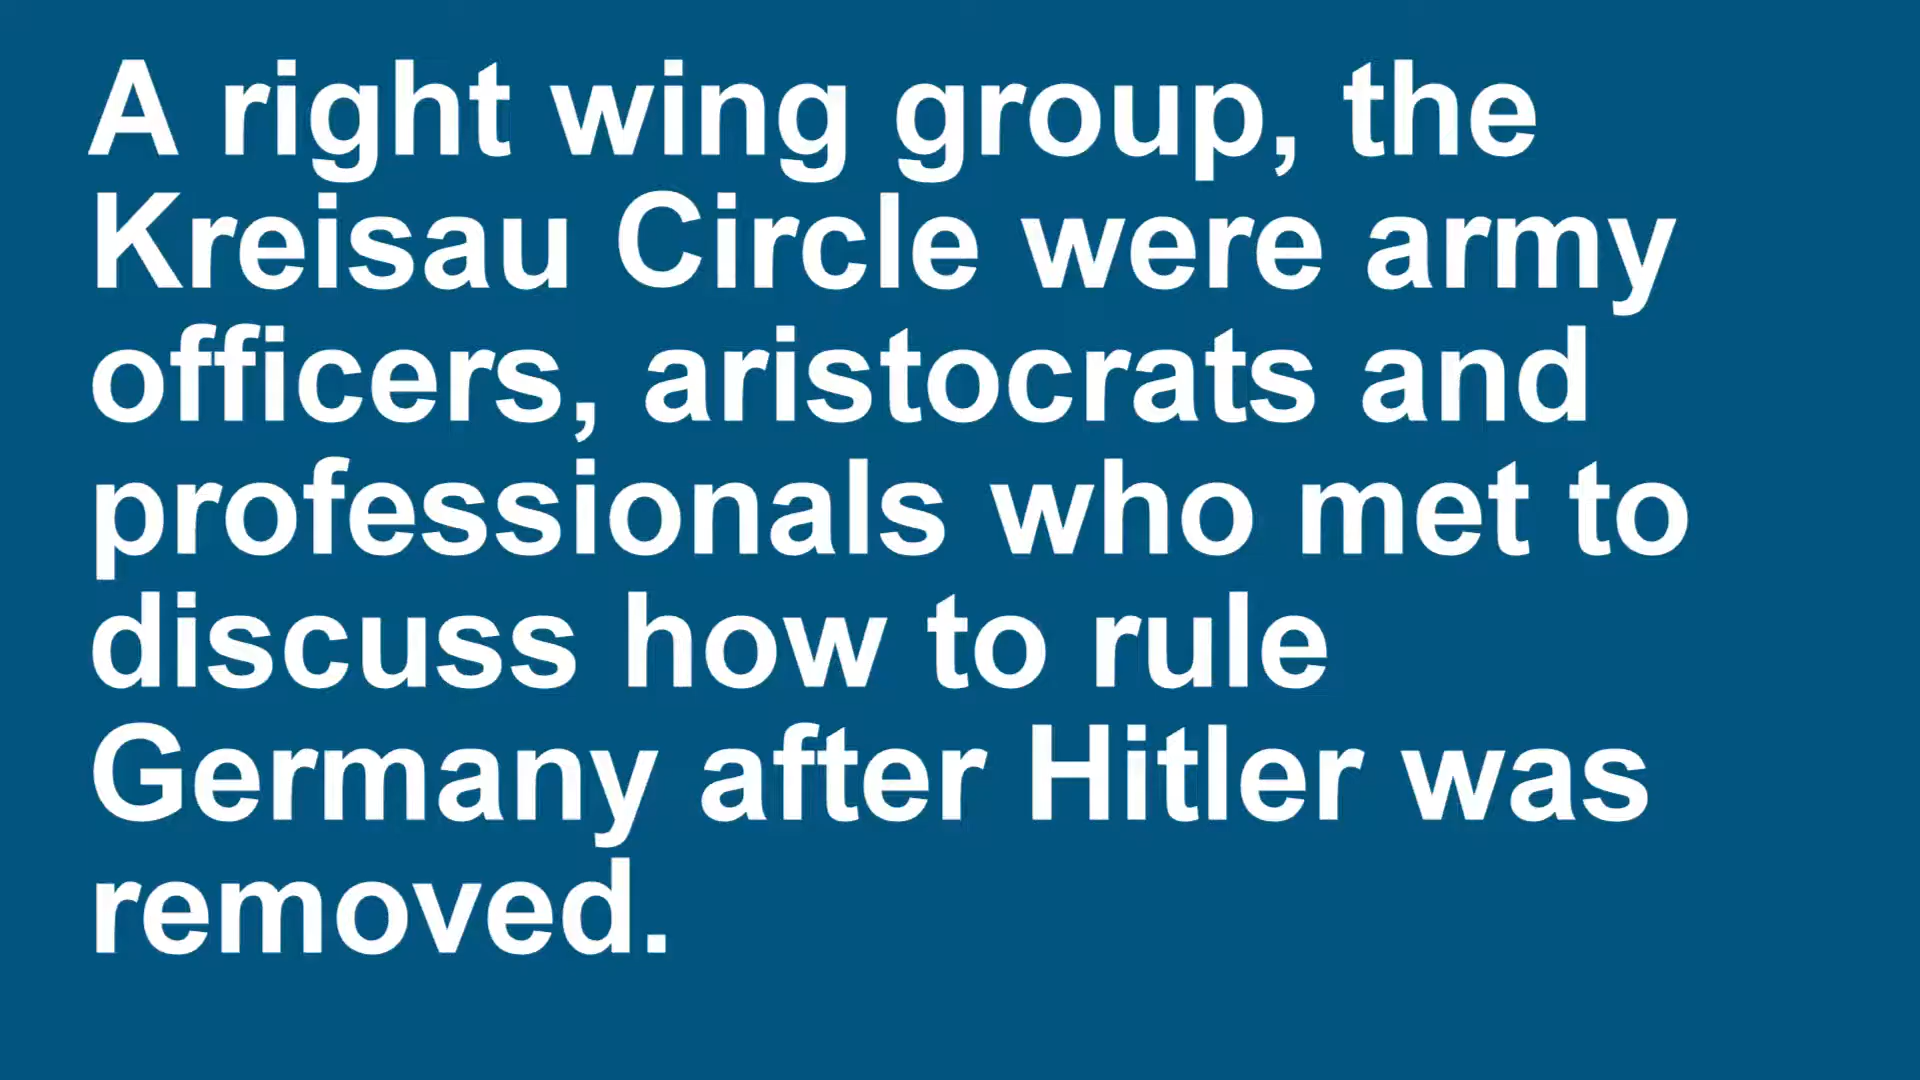 A right wing group, the
Kreisau Circle were army
officers, aristocrats and
professionals who met to
discuss how to rule
Germany after Hitler was
removed.